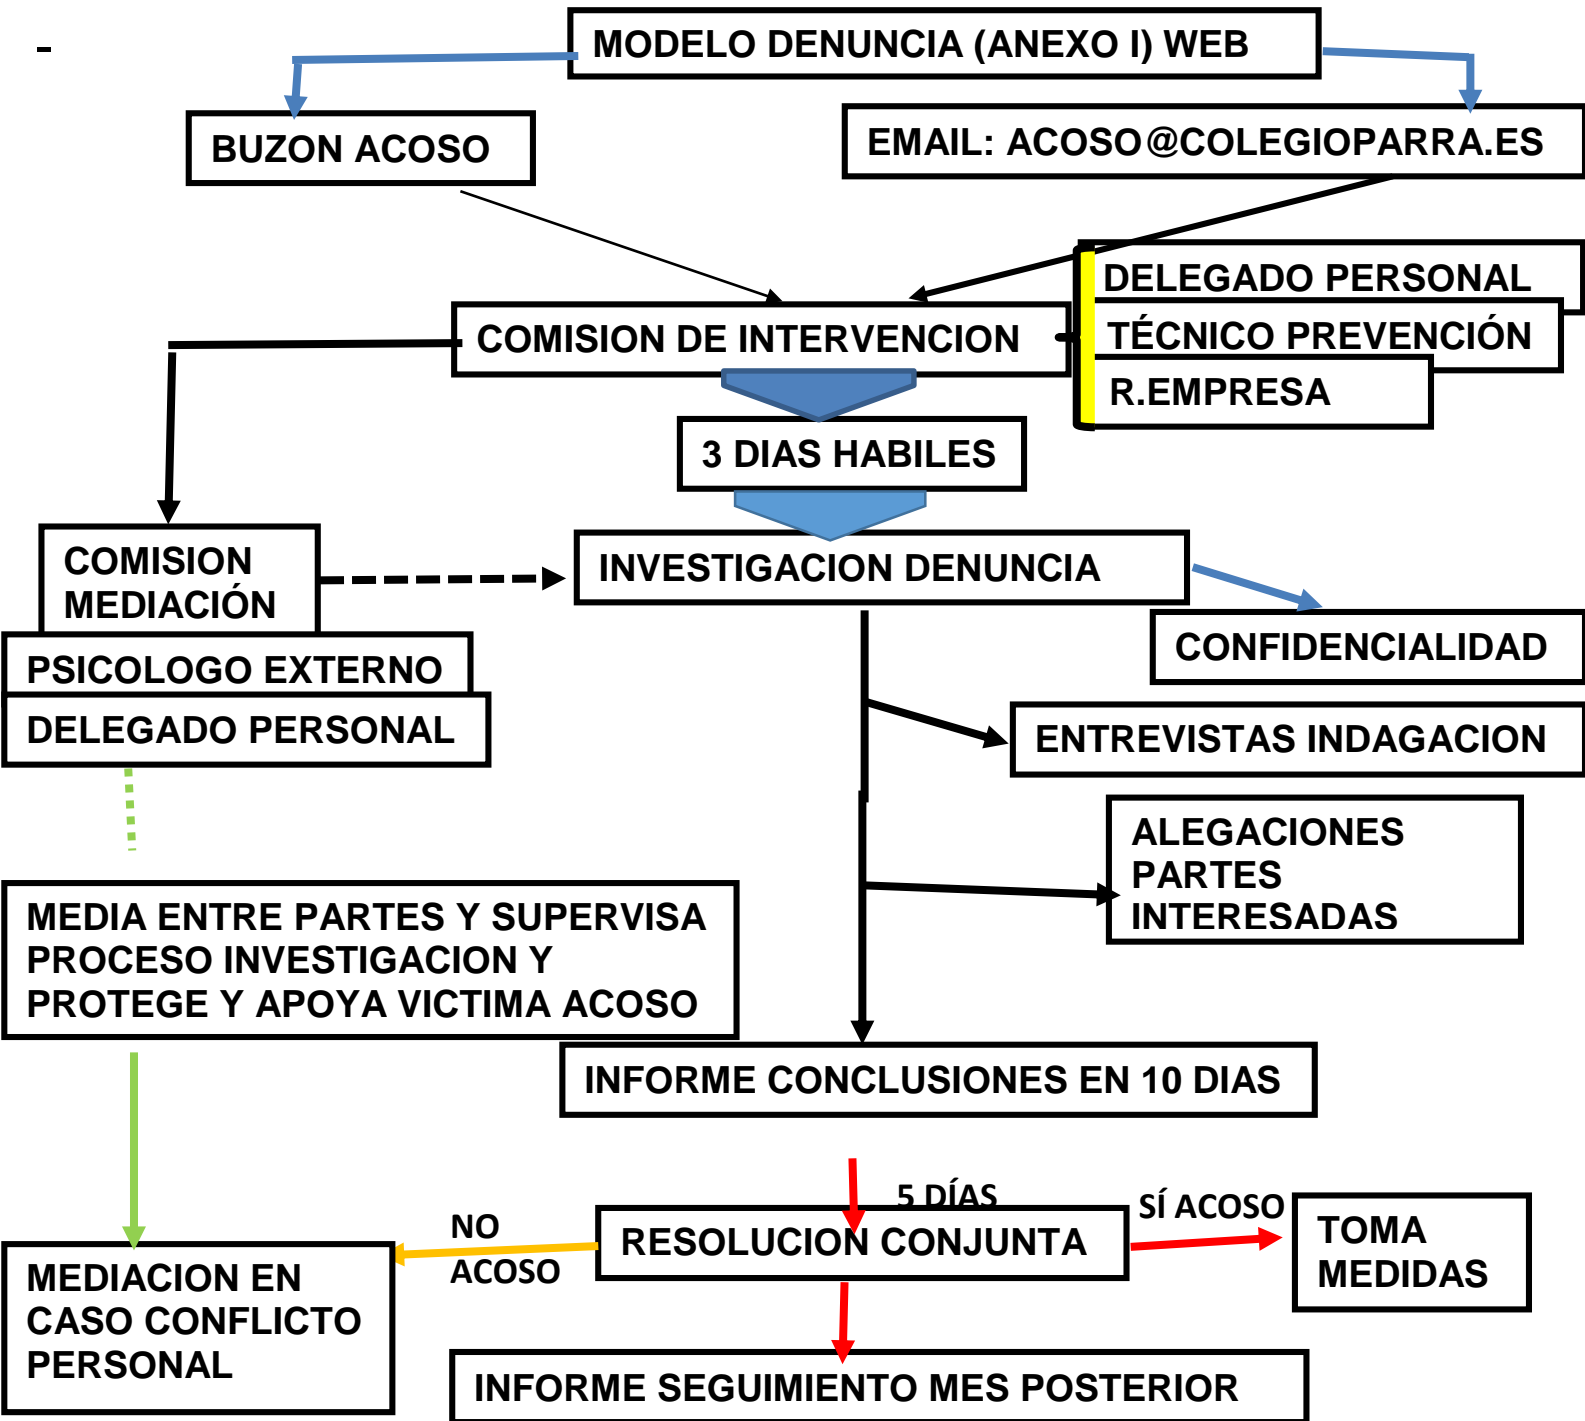 MODELO DENUNCIA (ANEXO I) WEB
BUZON ACOSO
EMAIL: ACOSO@COLEGIOPARRA.ES
DELEGADO PERSONAL
COMISION DE INTERVENCION
TÉCNICO PREVENCIÓN
R.EMPRESA
3 DIAS HABILES
COMISION
MEDIACIÓN
INVESTIGACION DENUNCIA
PSICOLOGO EXTERNO
DELEGADO PERSONAL
CONFIDENCIALIDAD
ENTREVISTAS INDAGACION
ALEGACIONES
PARTES
INTERESADAS
MEDIA ENTRE PARTES Y SUPERVISA
PROCESO INVESTIGACION Y
PROTEGE Y APOYA VICTIMA ACOSO
INFORME CONCLUSIONES EN 10 DIAS
5 DÍAS
NO
ACOSO
RESOLUCION CONJUNTA
SÍ ACOSO
TOMA
MEDIDAS
MEDIACION EN
CASO CONFLICTO
PERSONAL
INFORME SEGUIMIENTO MES POSTERIOR